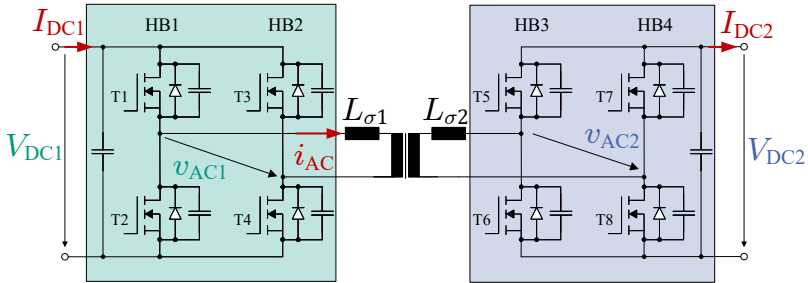 I_DC1 HB1 HB2 HB3 HB4 I_DC2
T1 T3 T5 T7
L_σ1 L_σ2
V_DC1 v_AC1 i_AC v_AC2 V_DC2
T2 T4 T6 T8